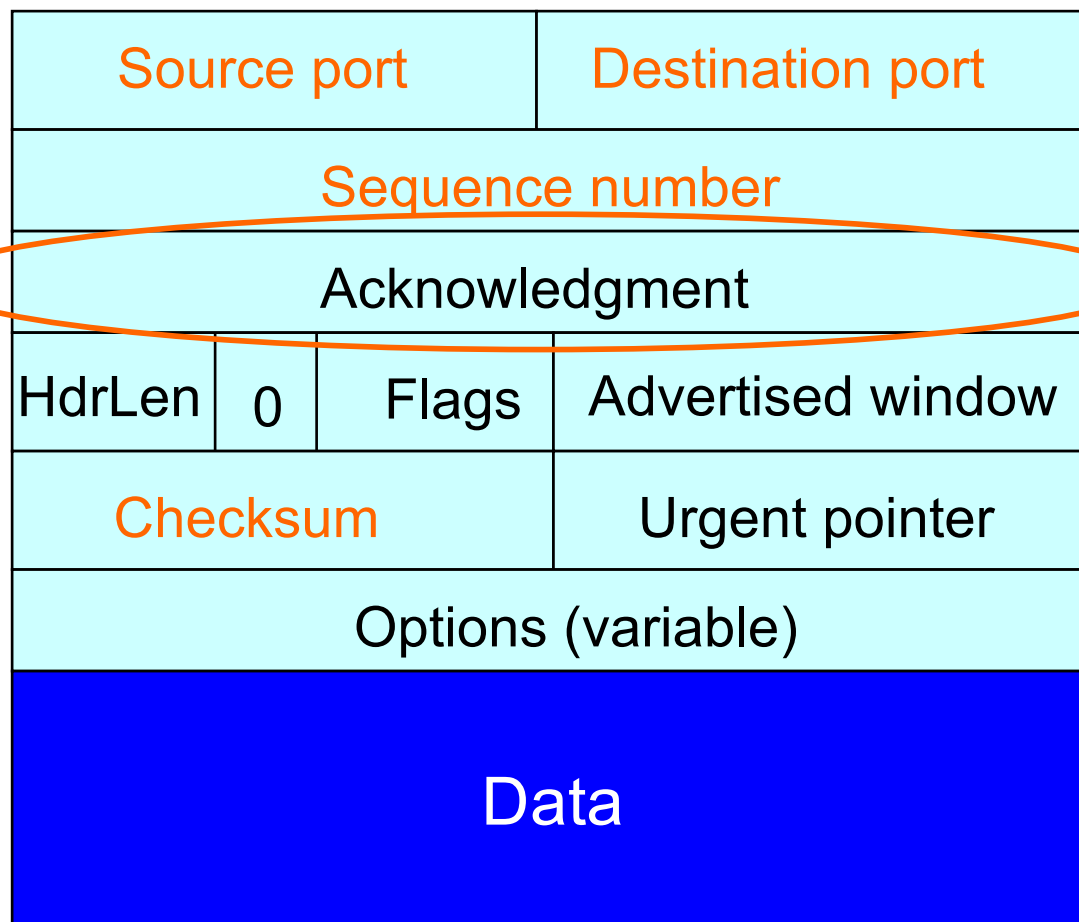 Source port Destination port
Sequence number
Acknowledgment
HdrLen 0 Flags Advertised window
Checksum Urgent pointer
Options (variable)
Data